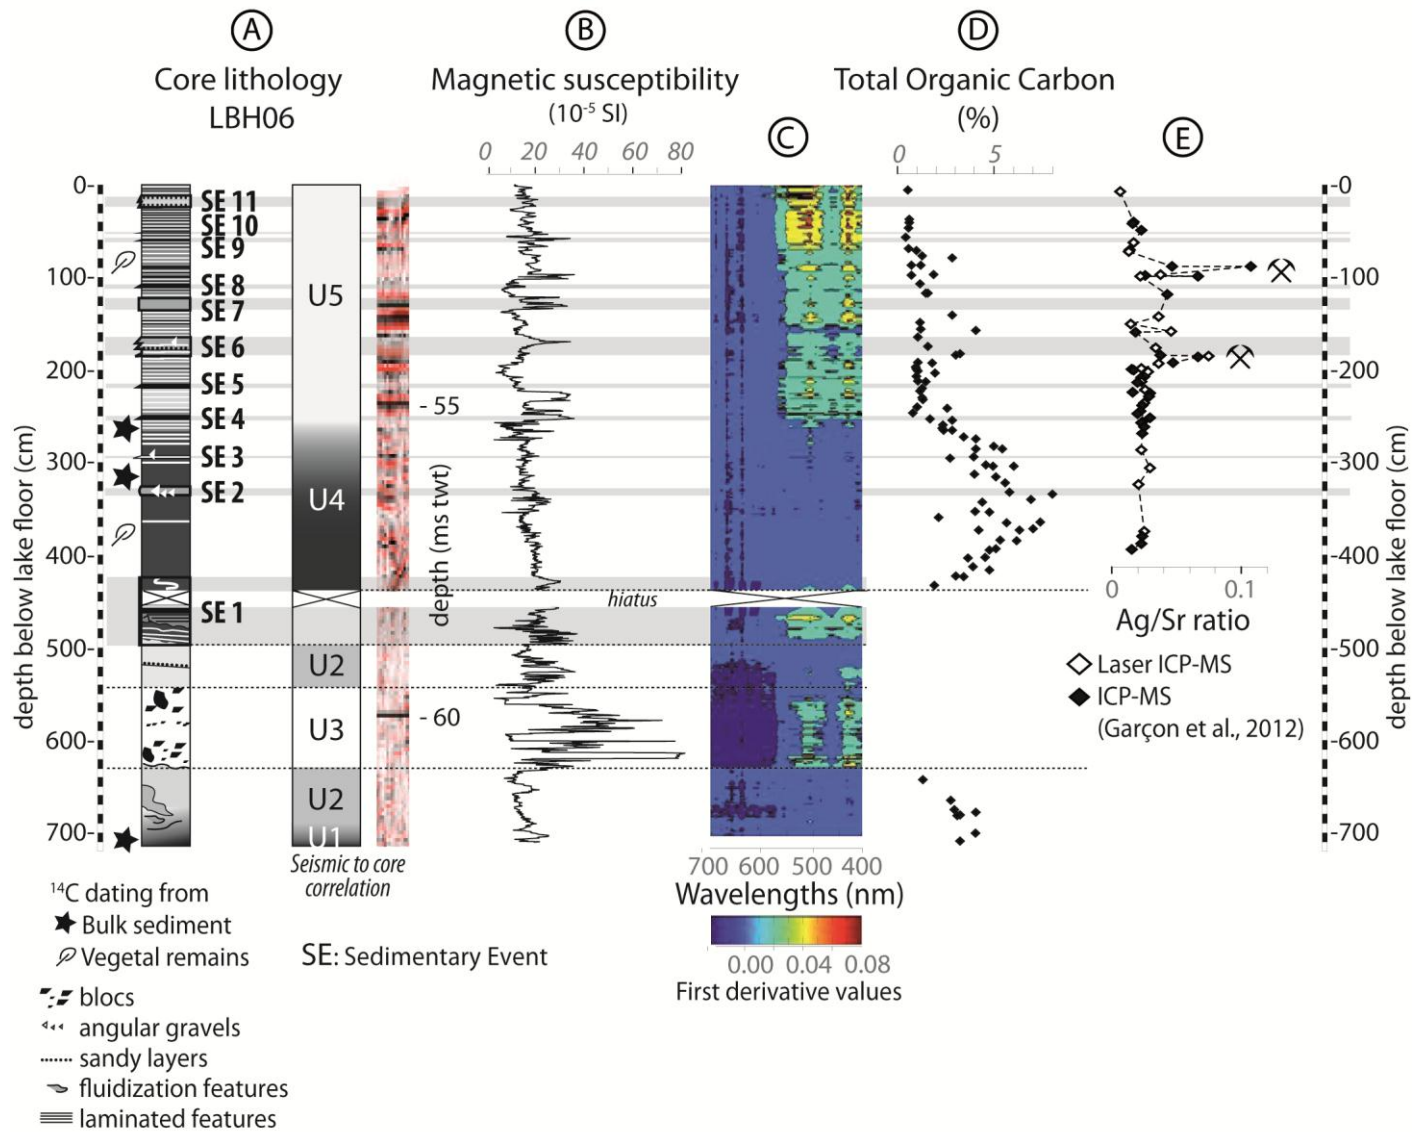 A
B
C
D
E
Core lithology
LBH06
Magnetic susceptibility
(10⁻⁵ SI)
0 20 40 60 80
Total Organic Carbon
(%)
0 5
depth below lake floor (cm)
0-
100-
200-
300-
400-
500-
600-
700-
SE 11
SE 10
SE 9
SE 8
SE 7
SE 6
SE 5
SE 4
SE 3
SE 2
SE 1
U5
U4
U2
U3
U2
U1
Seismic to core
correlation
- 55
- 60
depth (ms twt)
hiatus
700 600 500 400
Wavelengths (nm)
0.00 0.04 0.08
First derivative values
0 0.1
Ag/Sr ratio
Laser ICP-MS
ICP-MS
(Garçon et al., 2012)
-0
-100
-200
-300
-400
-500
-600
-700
depth below lake floor (cm)
¹⁴C dating from
Bulk sediment
Vegetal remains
SE: Sedimentary Event
blocs
angular gravels
sandy layers
fluidization features
laminated features